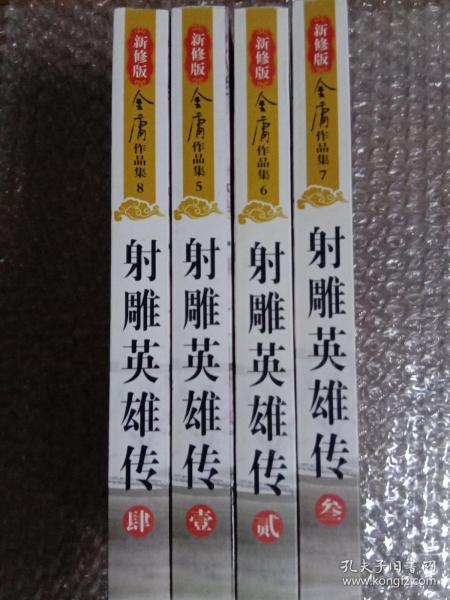 新修版
金庸作品集 8
射雕英雄传
肆
新修版
金庸作品集 5
射雕英雄传
壹
新修版
金庸作品集 6
射雕英雄传
贰
新修版
金庸作品集 7
射雕英雄传
叁
孔夫子旧书网
www.kongfz.com